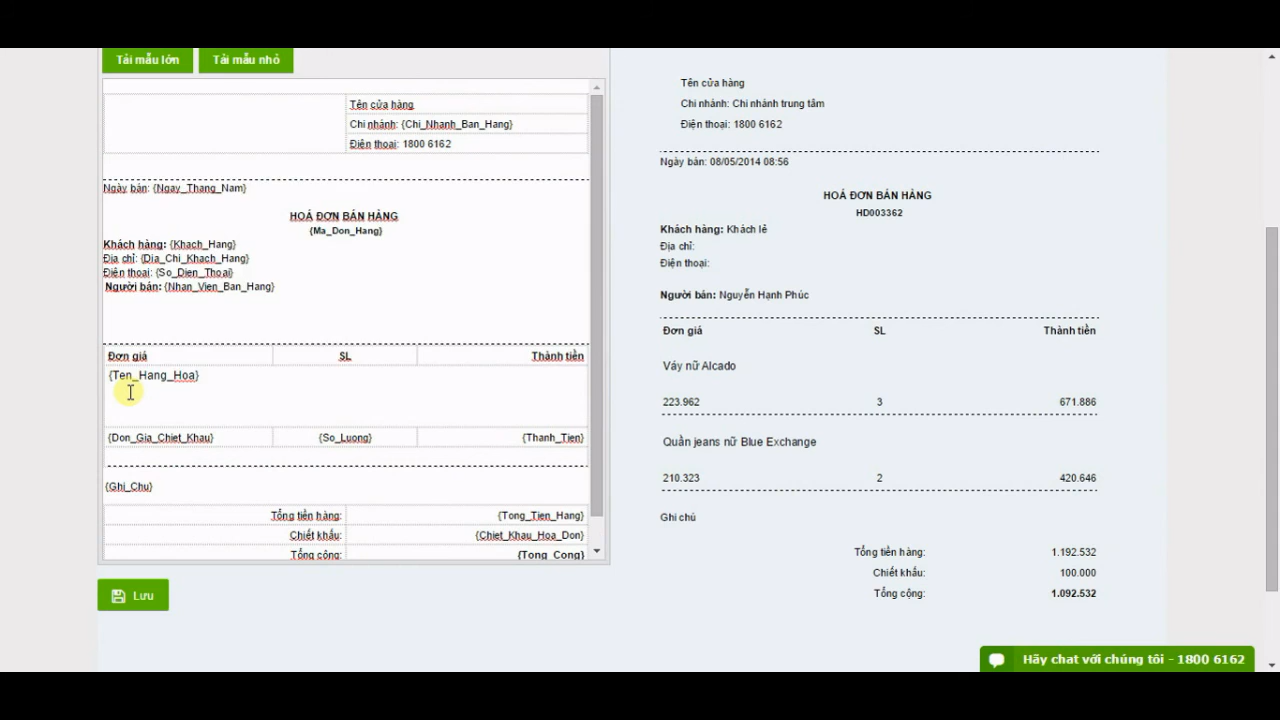 Tải mẫu lớn
Tải mẫu nhỏ
Tên cửa hàng
Chi nhánh: {Chi_Nhanh_Ban_Hang}
Điện thoại: 1800 6162
Ngày bán: {Ngay_Thang_Nam}
HOÁ ĐƠN BÁN HÀNG
{Ma_Don_Hang}
Khách hàng: {Khach_Hang}
Địa chỉ: {Dia_Chi_Khach_Hang}
Điện thoại: {So_Dien_Thoai}
Người bán: {Nhan_Vien_Ban_Hang}
Đơn giá SL Thành tiền
{Ten_Hang_Hoa}
{Don_Gia_Chiet_Khau} {So_Luong} {Thanh_Tien}
{Ghi_Chu}
Tổng tiền hàng: {Tong_Tien_Hang}
Chiết khấu: {Chiet_Khau_Hoa_Don}
Tổng cộng: {Tong_Cong}
Lưu
Tên cửa hàng
Chi nhánh: Chi nhánh trung tâm
Điện thoại: 1800 6162
Ngày bán: 08/05/2014 08:56
HOÁ ĐƠN BÁN HÀNG
HD003362
Khách hàng: Khách lẻ
Địa chỉ:
Điện thoại:
Người bán: Nguyễn Hạnh Phúc
Đơn giá SL Thành tiền
Váy nữ Alcado
223.962 3 671.886
Quần jeans nữ Blue Exchange
210.323 2 420.646
Ghi chú
Tổng tiền hàng: 1.192.532
Chiết khấu: 100.000
Tổng cộng: 1.092.532
Hãy chat với chúng tôi - 1800 6162